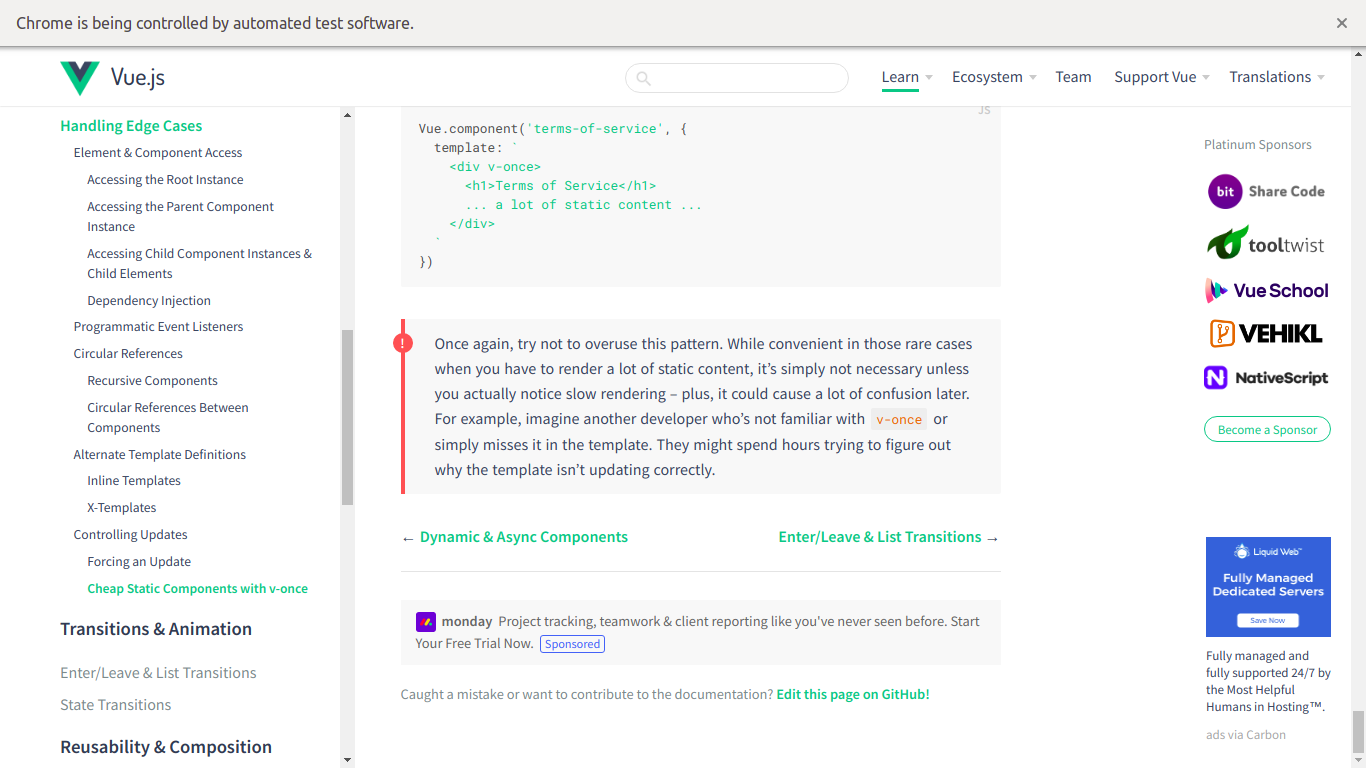 Chrome is being controlled by automated test software.
Vue.js
Learn
Ecosystem
Team
Support Vue
Translations
Handling Edge Cases
Element & Component Access
Accessing the Root Instance
Accessing the Parent Component
Instance
Accessing Child Component Instances &
Child Elements
Dependency Injection
Programmatic Event Listeners
Circular References
Recursive Components
Circular References Between
Components
Alternate Template Definitions
Inline Templates
X-Templates
Controlling Updates
Forcing an Update
Cheap Static Components with v-once
Transitions & Animation
Enter/Leave & List Transitions
State Transitions
Reusability & Composition
JS
Vue.component('terms-of-service', {
template: `
<div v-once>
<h1>Terms of Service</h1>
... a lot of static content ...
</div>
`
})
Once again, try not to overuse this pattern. While convenient in those rare cases
when you have to render a lot of static content, it’s simply not necessary unless
you actually notice slow rendering – plus, it could cause a lot of confusion later.
For example, imagine another developer who’s not familiar with v-once or
simply misses it in the template. They might spend hours trying to figure out
why the template isn’t updating correctly.
← Dynamic & Async Components
Enter/Leave & List Transitions →
monday Project tracking, teamwork & client reporting like you've never seen before. Start
Your Free Trial Now. Sponsored
Caught a mistake or want to contribute to the documentation? Edit this page on GitHub!
Platinum Sponsors
bit Share Code
tooltwist
Vue School
VEHIKL
NativeScript
Become a Sponsor
Liquid Web™
Fully Managed
Dedicated Servers
Save Now
Fully managed and
fully supported 24/7 by
the Most Helpful
Humans in Hosting™.
ads via Carbon